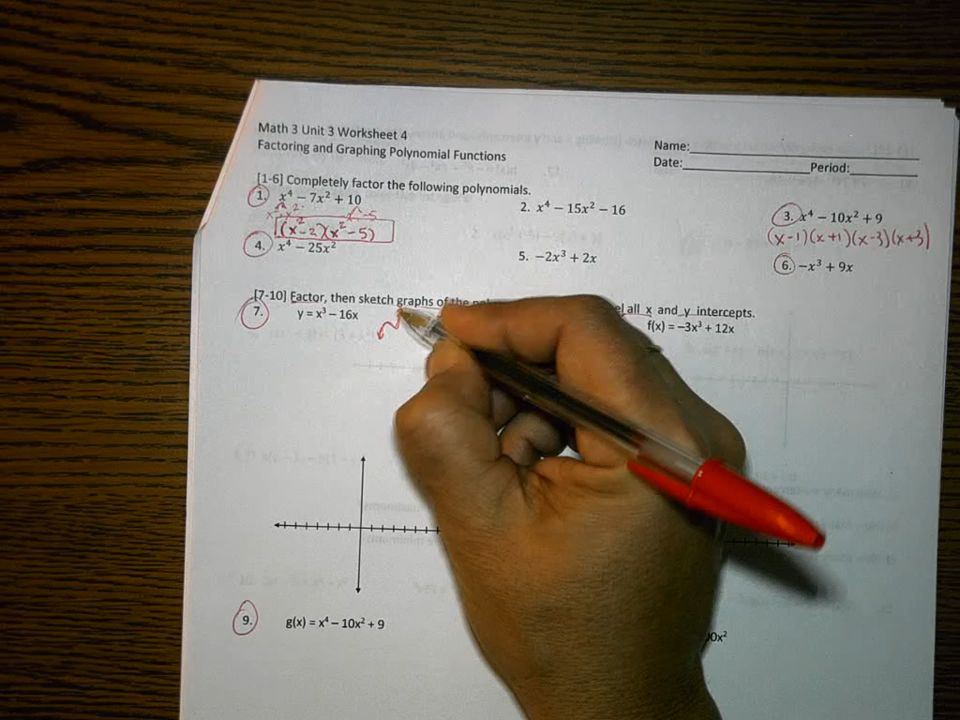 Math 3 Unit 3 Worksheet 4
Factoring and Graphing Polynomial Functions
Name:
Date: Period:
[1-6] Completely factor the following polynomials.
1. x⁴ – 7x² + 10
2. x⁴ – 15x² – 16
3. x⁴ – 10x² + 9
(x²-2)(x²-5)
(x-1)(x+1)(x-3)(x+3)
4. x⁴ – 25x²
5. –2x³ + 2x
6. –x³ + 9x
[7-10] Factor, then sketch graphs of the all x and y intercepts.
7. y = x³ – 16x
f(x) = –3x³ + 12x
9. g(x) = x⁴ – 10x² + 9
0x²